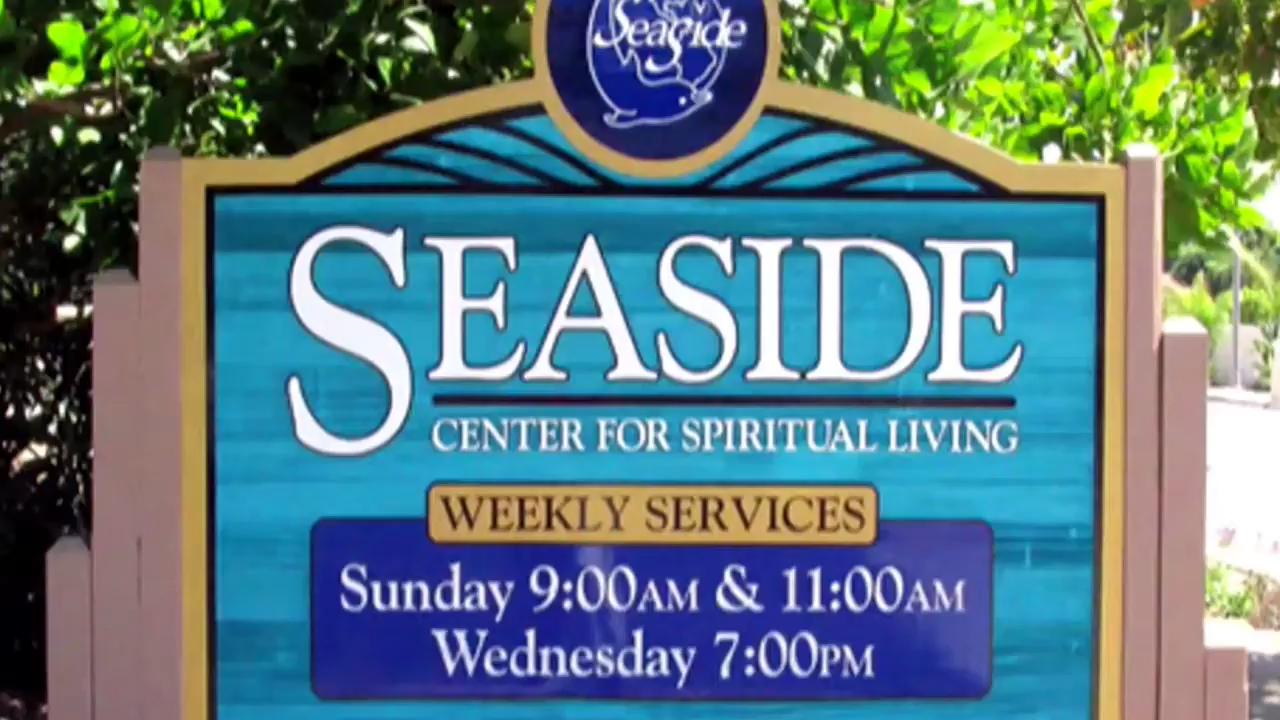 Seaside
SEASIDE
CENTER FOR SPIRITUAL LIVING
WEEKLY SERVICES
Sunday 9:00AM & 11:00AM
Wednesday 7:00PM